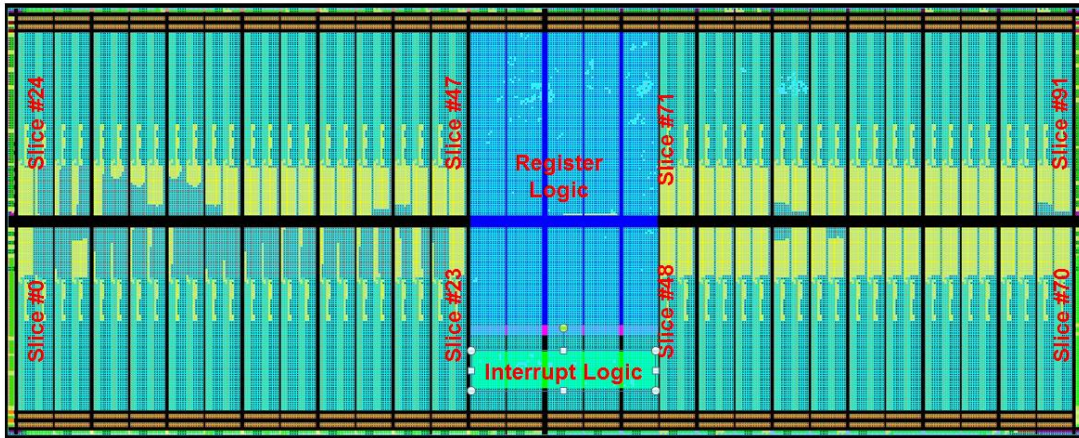 Slice #24
Slice #47
Slice #71
Slice #91
Register
Logic
Slice #0
Slice #23
Slice #48
Slice #70
Interrupt Logic